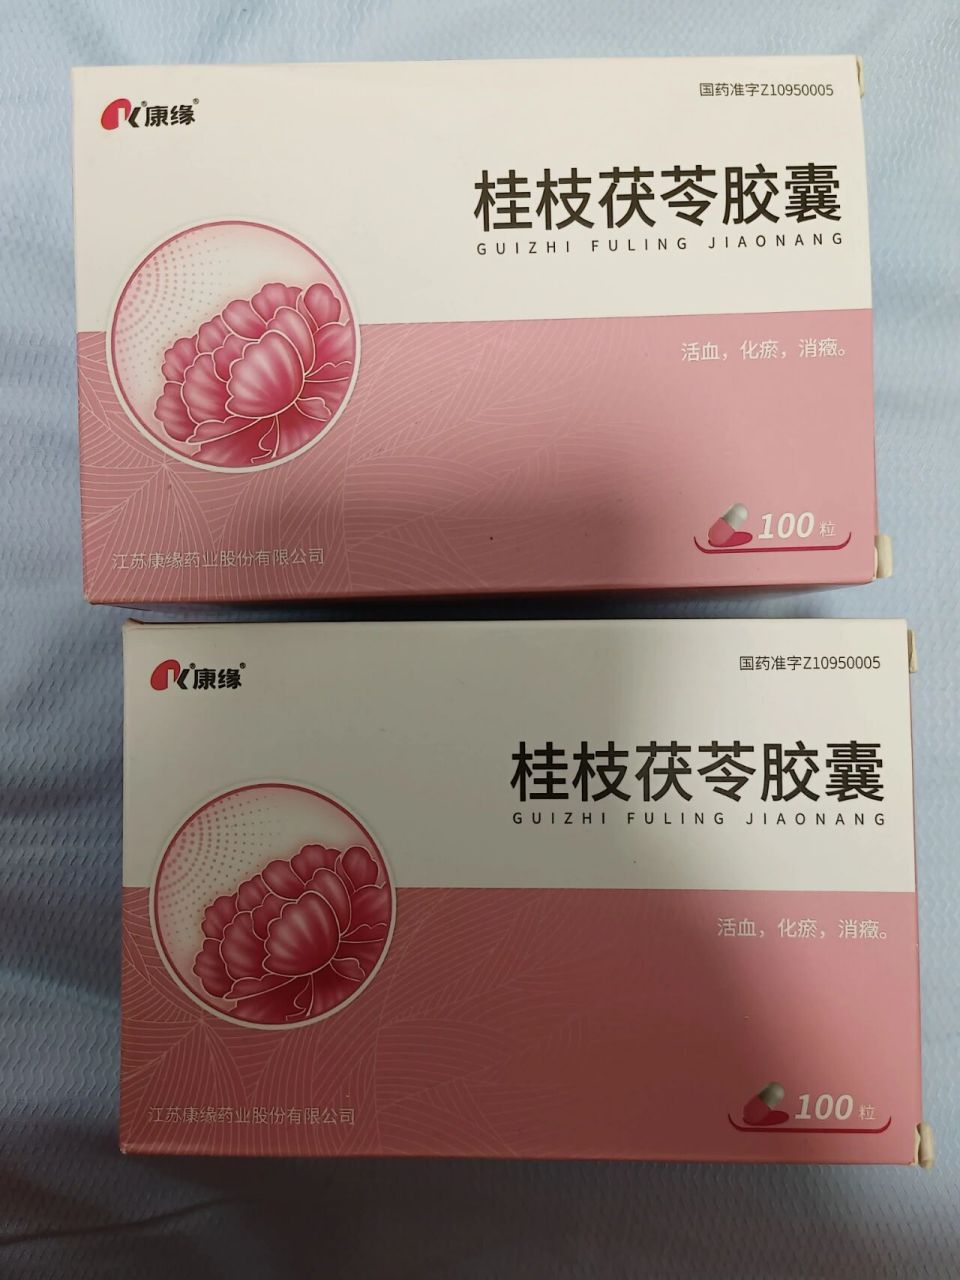 康缘
国药准字Z10950005
桂枝茯苓胶囊
GUIZHI FULING JIAONANG
活血，化瘀，消癥。
100粒
江苏康缘药业股份有限公司
康缘
国药准字Z10950005
桂枝茯苓胶囊
GUIZHI FULING JIAONANG
活血，化瘀，消癥。
100粒
江苏康缘药业股份有限公司